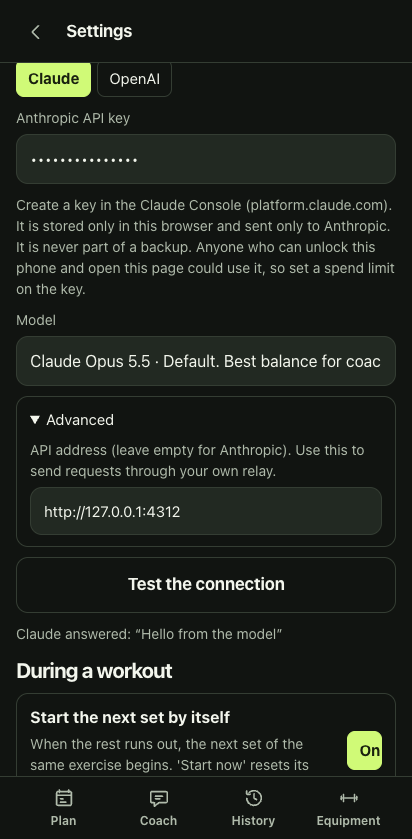 Settings
Claude
OpenAI
Anthropic API key
Create a key in the Claude Console (platform.claude.com).
It is stored only in this browser and sent only to Anthropic.
It is never part of a backup. Anyone who can unlock this
phone and open this page could use it, so set a spend limit
on the key.
Model
Claude Opus 5.5 · Default. Best balance for coac
Advanced
API address (leave empty for Anthropic). Use this to
send requests through your own relay.
http://127.0.0.1:4312
Test the connection
Claude answered: “Hello from the model”
During a workout
Start the next set by itself
On
When the rest runs out, the next set of the
same exercise begins. 'Start now' resets its
Plan
Coach
History
Equipment